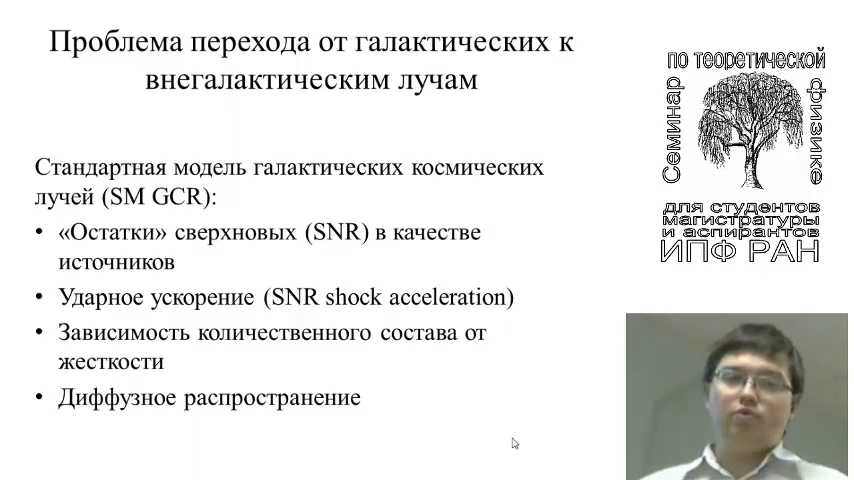 Проблема перехода от галактических к
внегалактическим лучам
Стандартная модель галактических космических
лучей (SM GCR):
• «Остатки» сверхновых (SNR) в качестве
источников
• Ударное ускорение (SNR shock acceleration)
• Зависимость количественного состава от
жесткости
• Диффузное распространение
Семинар
по теоретической
физике
для студентов
магистратуры
и аспирантов
ИПФ РАН